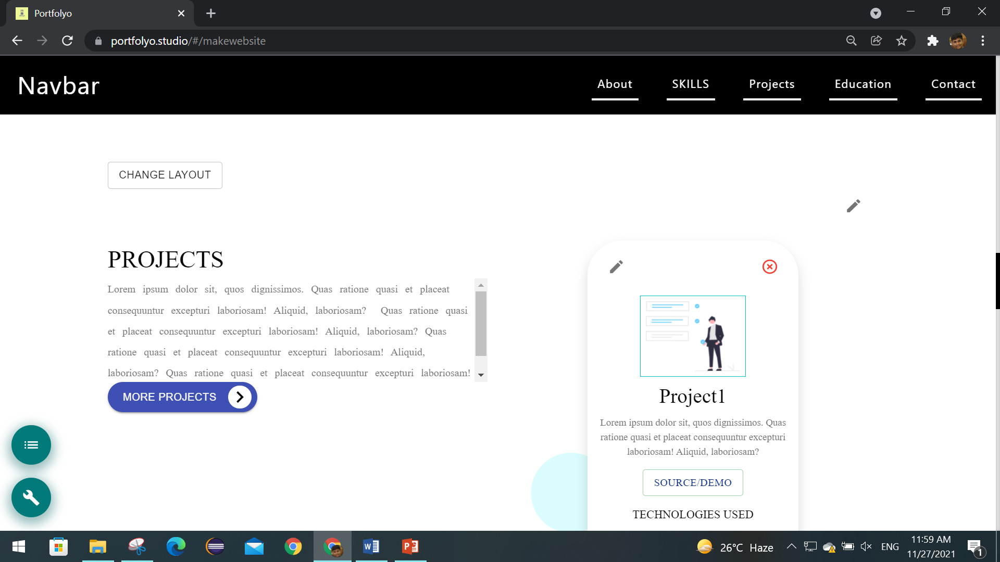 Portfolyo
portfolyo.studio/#/makewebsite
Navbar
About
SKILLS
Projects
Education
Contact
CHANGE LAYOUT
PROJECTS
Lorem ipsum dolor sit, quos dignissimos. Quas ratione quasi et placeat
consequuntur excepturi laboriosam! Aliquid, laboriosam? Quas ratione quasi
et placeat consequuntur excepturi laboriosam! Aliquid, laboriosam? Quas
ratione quasi et placeat consequuntur excepturi laboriosam! Aliquid,
laboriosam? Quas ratione quasi et placeat consequuntur excepturi laboriosam!
MORE PROJECTS
Project1
Lorem ipsum dolor sit, quos dignissimos. Quas
ratione quasi et placeat consequuntur excepturi
laboriosam! Aliquid, laboriosam?
SOURCE/DEMO
TECHNOLOGIES USED
26°C Haze
ENG
11:59 AM
11/27/2021
1